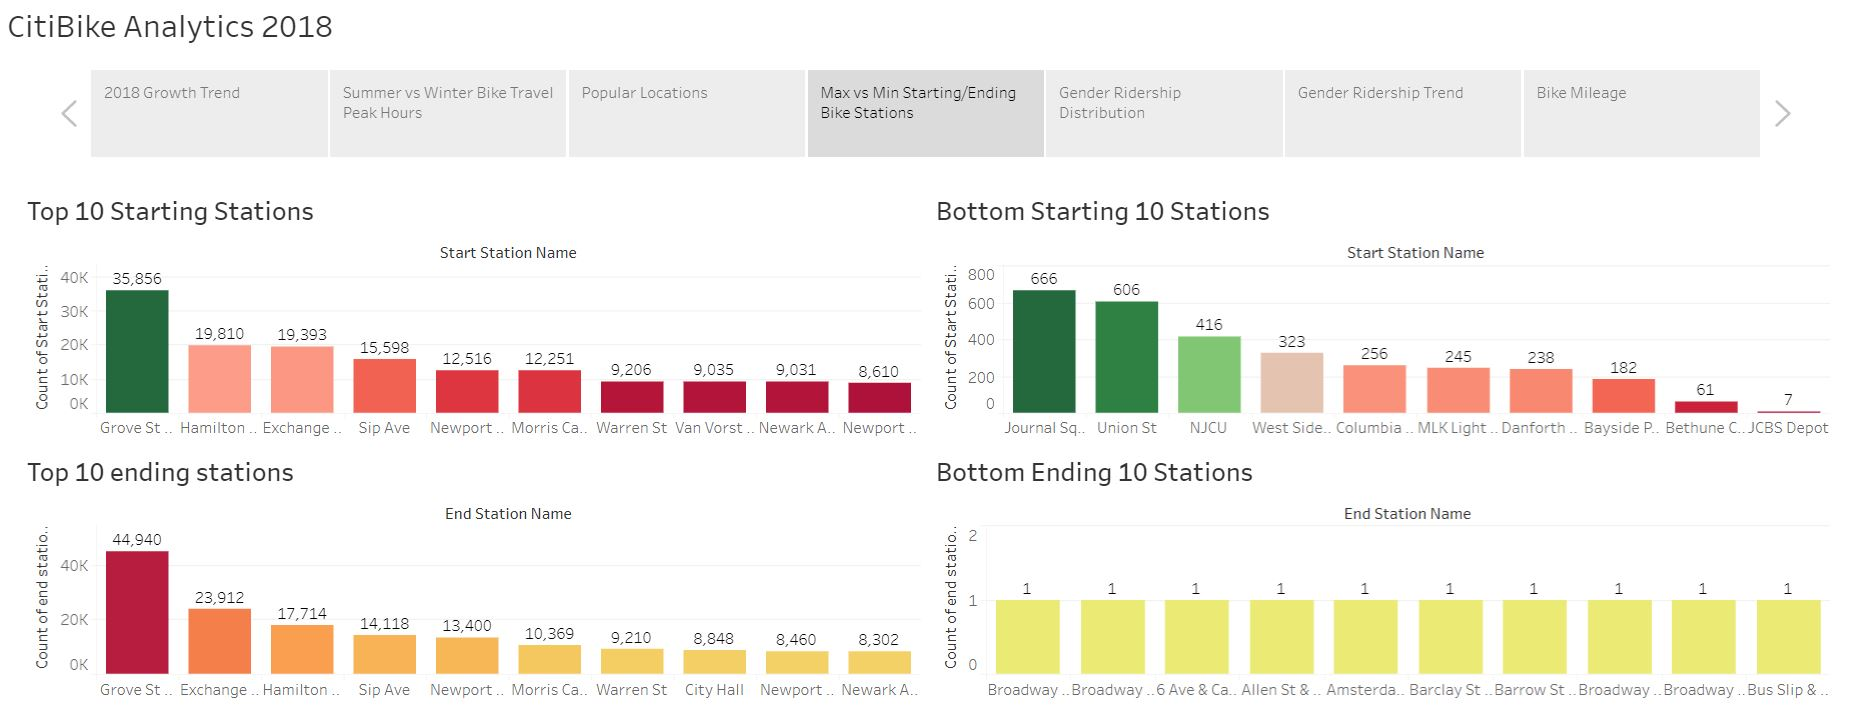 CitiBike Analytics 2018
2018 Growth Trend
Summer vs Winter Bike Travel
Peak Hours
Popular Locations
Max vs Min Starting/Ending
Bike Stations
Gender Ridership
Distribution
Gender Ridership Trend
Bike Mileage
Top 10 Starting Stations
Start Station Name
Count of Start Stati..
40K
30K
20K
10K
0K
35,856
19,810
19,393
15,598
12,516
12,251
9,206
9,035
9,031
8,610
Grove St .. Hamilton .. Exchange .. Sip Ave Newport .. Morris Ca.. Warren St Van Vorst .. Newark A.. Newport ..
Bottom Starting 10 Stations
Start Station Name
Count of Start Stati..
800
600
400
200
0
666
606
416
323
256
245
238
182
61
7
Journal Sq.. Union St NJCU West Side.. Columbia .. MLK Light .. Danforth .. Bayside P.. Bethune C.. JCBS Depot
Top 10 ending stations
End Station Name
Count of end statio..
40K
20K
0K
44,940
23,912
17,714
14,118
13,400
10,369
9,210
8,848
8,460
8,302
Grove St .. Exchange .. Hamilton .. Sip Ave Newport .. Morris Ca.. Warren St City Hall Newport .. Newark A..
Bottom Ending 10 Stations
End Station Name
Count of end statio..
2
1
0
1 1 1 1 1 1 1 1 1 1
Broadway .. Broadway .. 6 Ave & Ca.. Allen St & .. Amsterda.. Barclay St .. Barrow St .. Broadway .. Broadway .. Bus Slip & ..